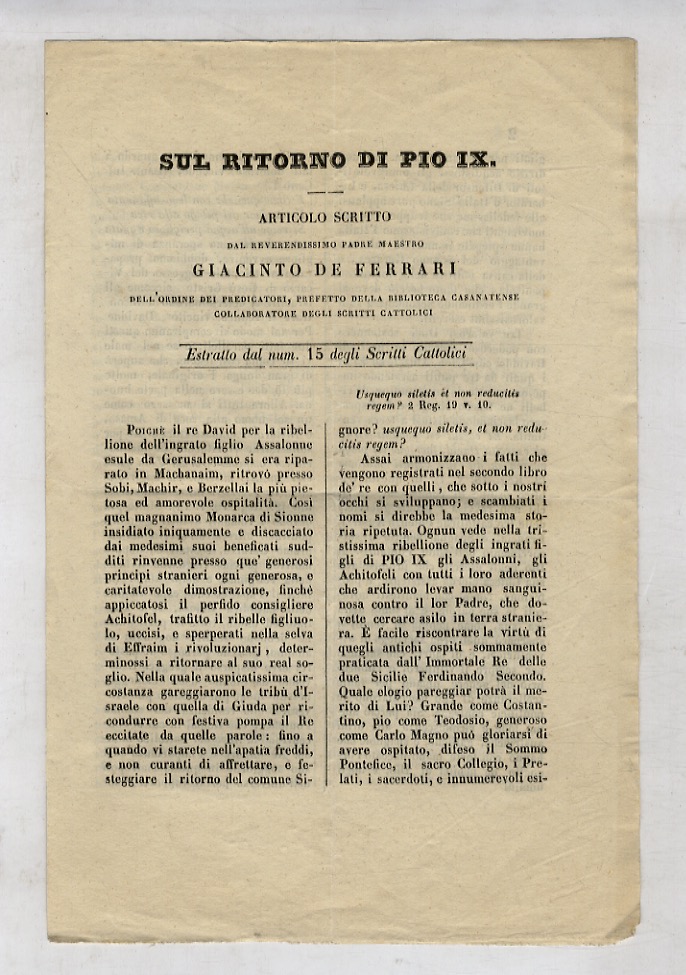 SUL RITORNO DI PIO IX.
ARTICOLO SCRITTO
DAL REVERENDISSIMO PADRE MAESTRO
GIACINTO DE FERRARI
DELL'ORDINE DEI PREDICATORI, PREFETTO DELLA BIBLIOTECA CASANATENSE
COLLABORATORE DEGLI SCRITTI CATTOLICI
Estratto dal num. 15 degli Scritti Cattolici
Poichè il re David per la ribel-
lione dell'ingrato figlio Assalonne
esule da Gerusalemme si era ripa-
rato in Machanaim, ritrovò presso
Sobi, Machir, e Berzellai la più pie-
tosa ed amorevole ospitalità. Così
quel magnanimo Monarca di Sionne
insidiato iniquamente e discacciato
dai medesimi suoi beneficati sud-
diti rinvenne presso que' generosi
principi stranieri ogni generosa, e
caritatevole dimostrazione, finchè
appiccatosi il perfido consigliere
Achitofel, trafitto il ribelle figliuo-
lo, uccisi, e sperperati nella selva
di Effraim i rivoluzionarj, deter-
minossi a ritornare al suo real so-
glio. Nella quale auspicatissima cir-
costanza gareggiarono le tribù d'I-
sraele con quella di Giuda per ri-
condurre con festiva pompa il Re
eccitate da quelle parole: fino a
quando vi starete nell'apatia freddi,
e non curanti di affrettare, e fe-
steggiare il ritorno del comune Si-
Usquequo siletis et non reducitis
regem? 2 Reg. 19 v. 10.
gnore? usquequo siletis, et non redu-
citis regem?
Assai armonizzano i fatti che
vengono registrati nel secondo libro
de' re con quelli, che sotto i nostri
occhi si sviluppano; e scambiati i
nomi si direbbe la medesima sto-
ria ripetuta. Ognun vede nella tri-
stissima ribellione degli ingrati fi-
gli di PIO IX gli Assalonni, gli
Achitofeli con tutti i loro aderenti
che ardirono levar mano sangui-
nosa contro il lor Padre, che do-
vette cercare asilo in terra stranie-
ra. È facile riscontrare la virtù di
quegli antichi ospiti sommamente
praticata dall' Immortale Re delle
due Sicilie Ferdinando Secondo.
Quale elogio pareggiar potrà il me-
rito di Lui? Grande come Costan-
tino, pio come Teodosio, generoso
come Carlo Magno può gloriarsi di
avere ospitato, difeso il Sommo
Pontefice, il sacro Collegio, i Pre-
lati, i sacerdoti, e innumerevoli esi-